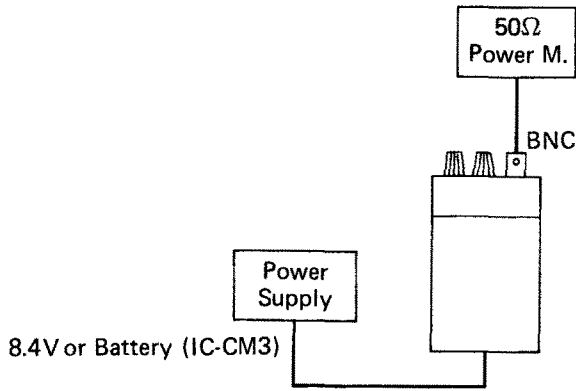 50Ω
Power M.
BNC
Power
Supply
8.4V or Battery (IC-CM3)